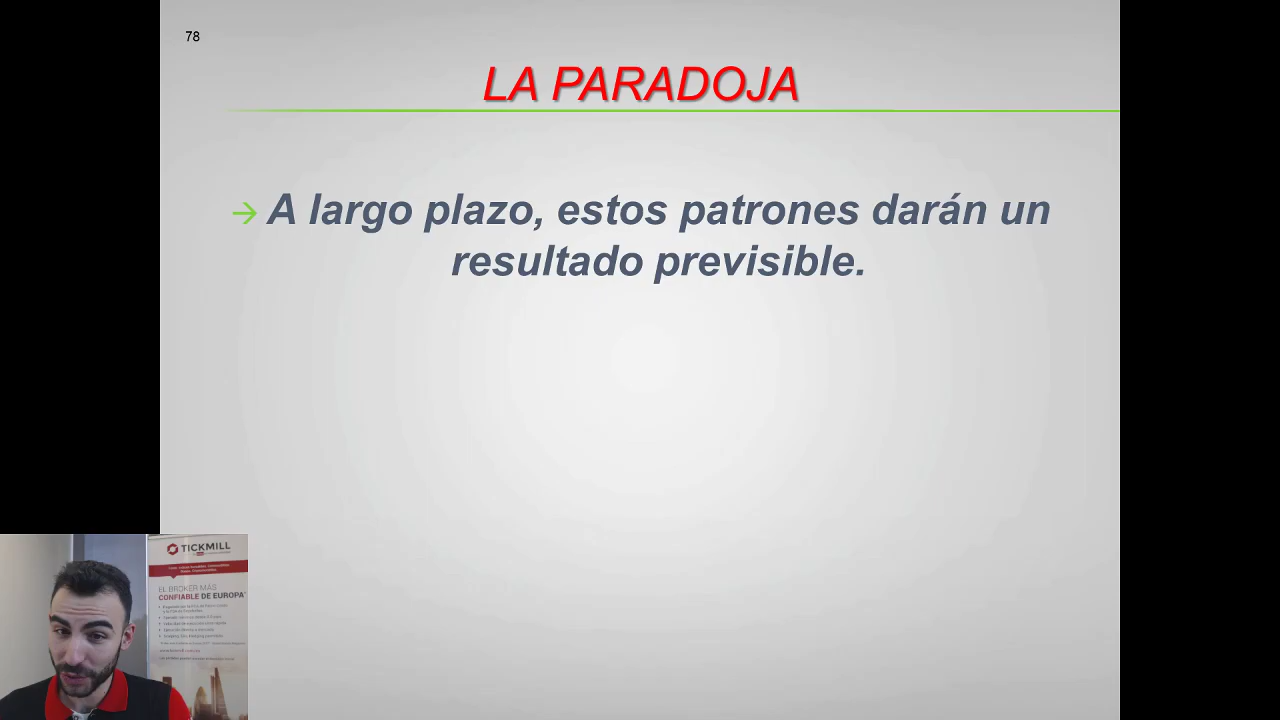 78
LA PARADOJA
→ A largo plazo, estos patrones darán un
resultado previsible.
TICKMILL
EL BROKER MÁS
CONFIABLE DE EUROPA*